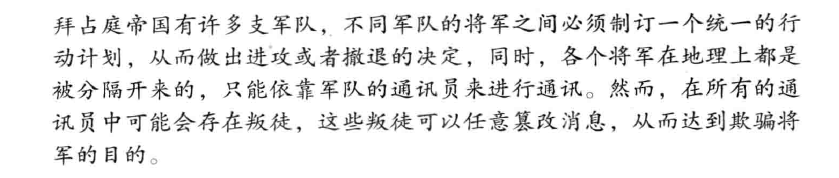 拜占庭帝国有许多支军队，不同军队的将军之间必须制订一个统一的行
动计划，从而做出进攻或者撤退的决定，同时，各个将军在地理上都是
被分隔开来的，只能依靠军队的通讯员来进行通讯。然而，在所有的通
讯员中可能会存在叛徒，这些叛徒可以任意篡改消息，从而达到欺骗将
军的目的。